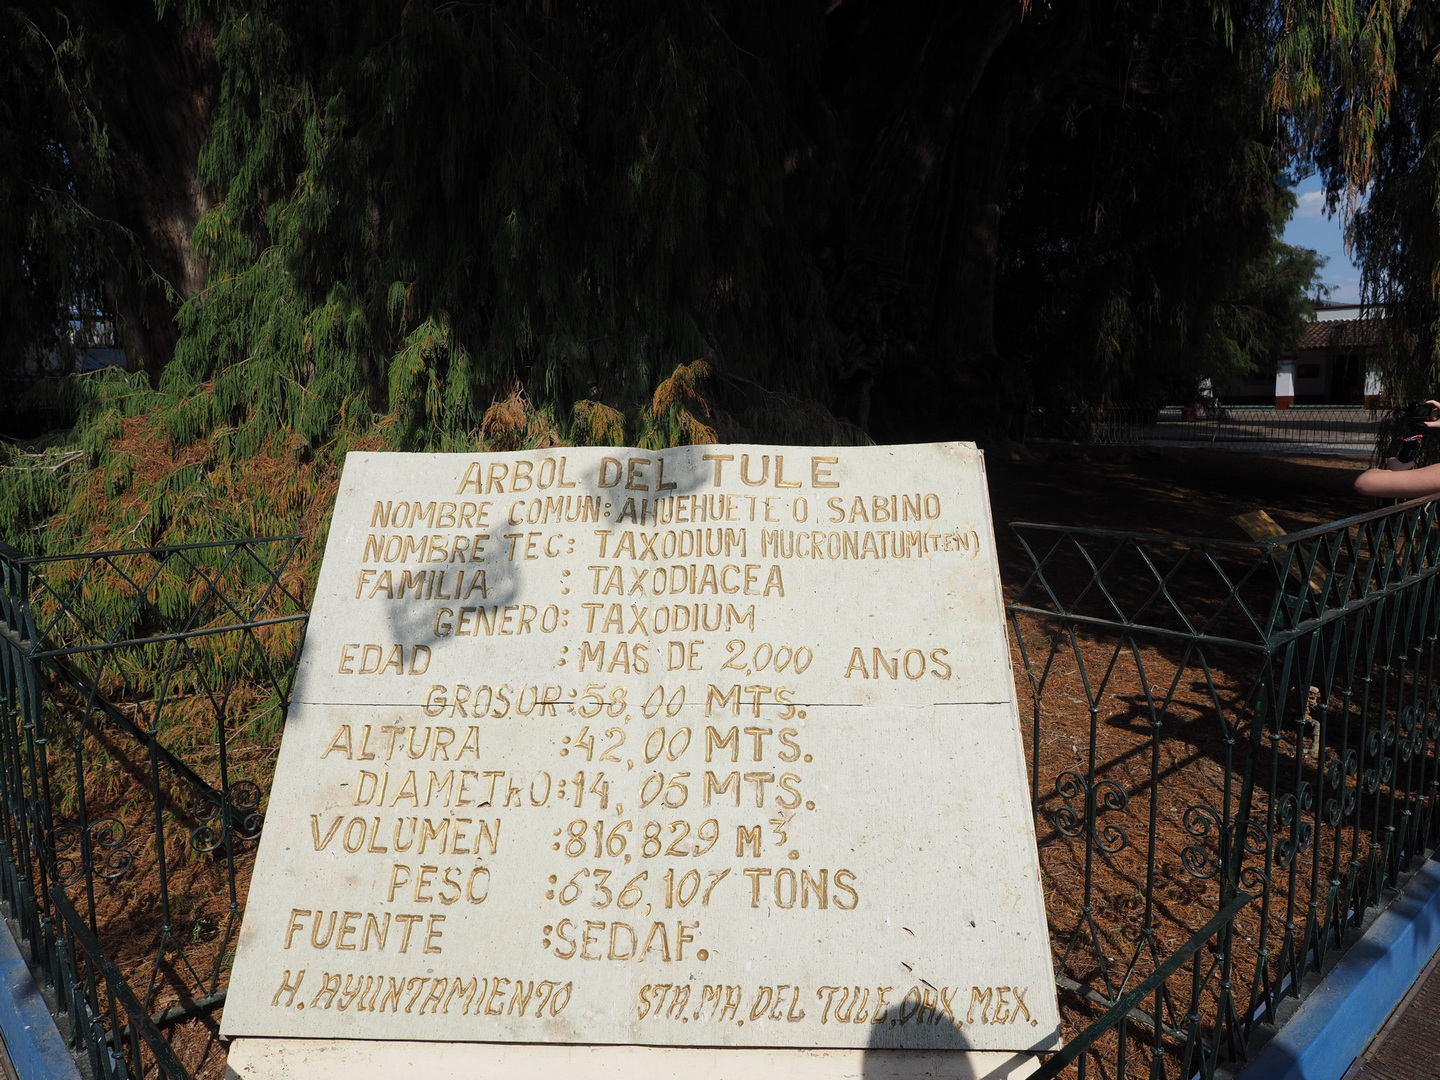 ARBOL DEL TULE
NOMBRE COMUN: AHUEHUETE O SABINO
NOMBRE TEC: TAXODIUM MUCRONATUM(TEN)
FAMILIA : TAXODIACEA
GENERO: TAXODIUM
EDAD : MAS DE 2,000 AÑOS
GROSOR: 58,00 MTS.
ALTURA : 42,00 MTS.
DIAMETRO: 14,05 MTS.
VOLUMEN : 816,829 M³.
PESO : 636,107 TONS
FUENTE : SEDAF.
H. AYUNTAMIENTO STA. MA. DEL TULE, OAX, MEX.